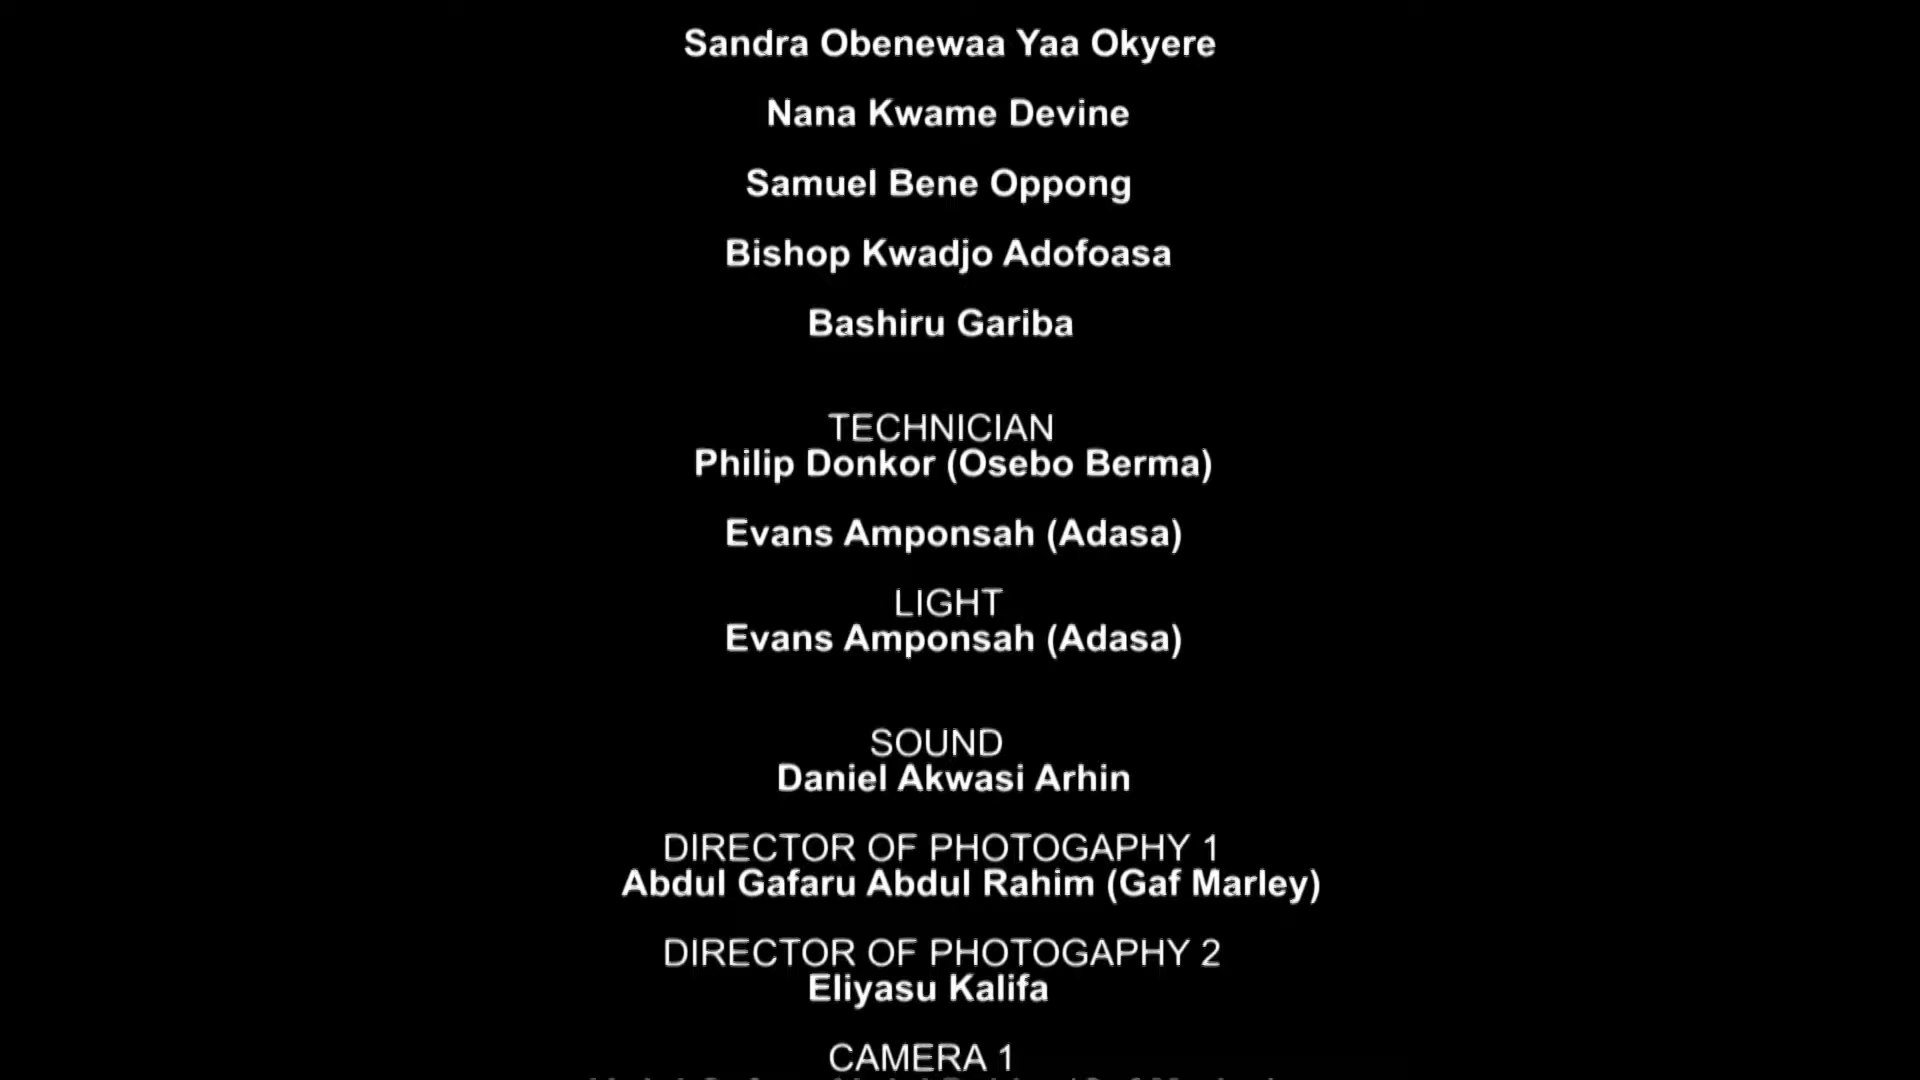 Sandra Obenewaa Yaa Okyere
Nana Kwame Devine
Samuel Bene Oppong
Bishop Kwadjo Adofoasa
Bashiru Gariba
TECHNICIAN
Philip Donkor (Osebo Berma)
Evans Amponsah (Adasa)
LIGHT
Evans Amponsah (Adasa)
SOUND
Daniel Akwasi Arhin
DIRECTOR OF PHOTOGAPHY 1
Abdul Gafaru Abdul Rahim (Gaf Marley)
DIRECTOR OF PHOTOGAPHY 2
Eliyasu Kalifa
CAMERA 1